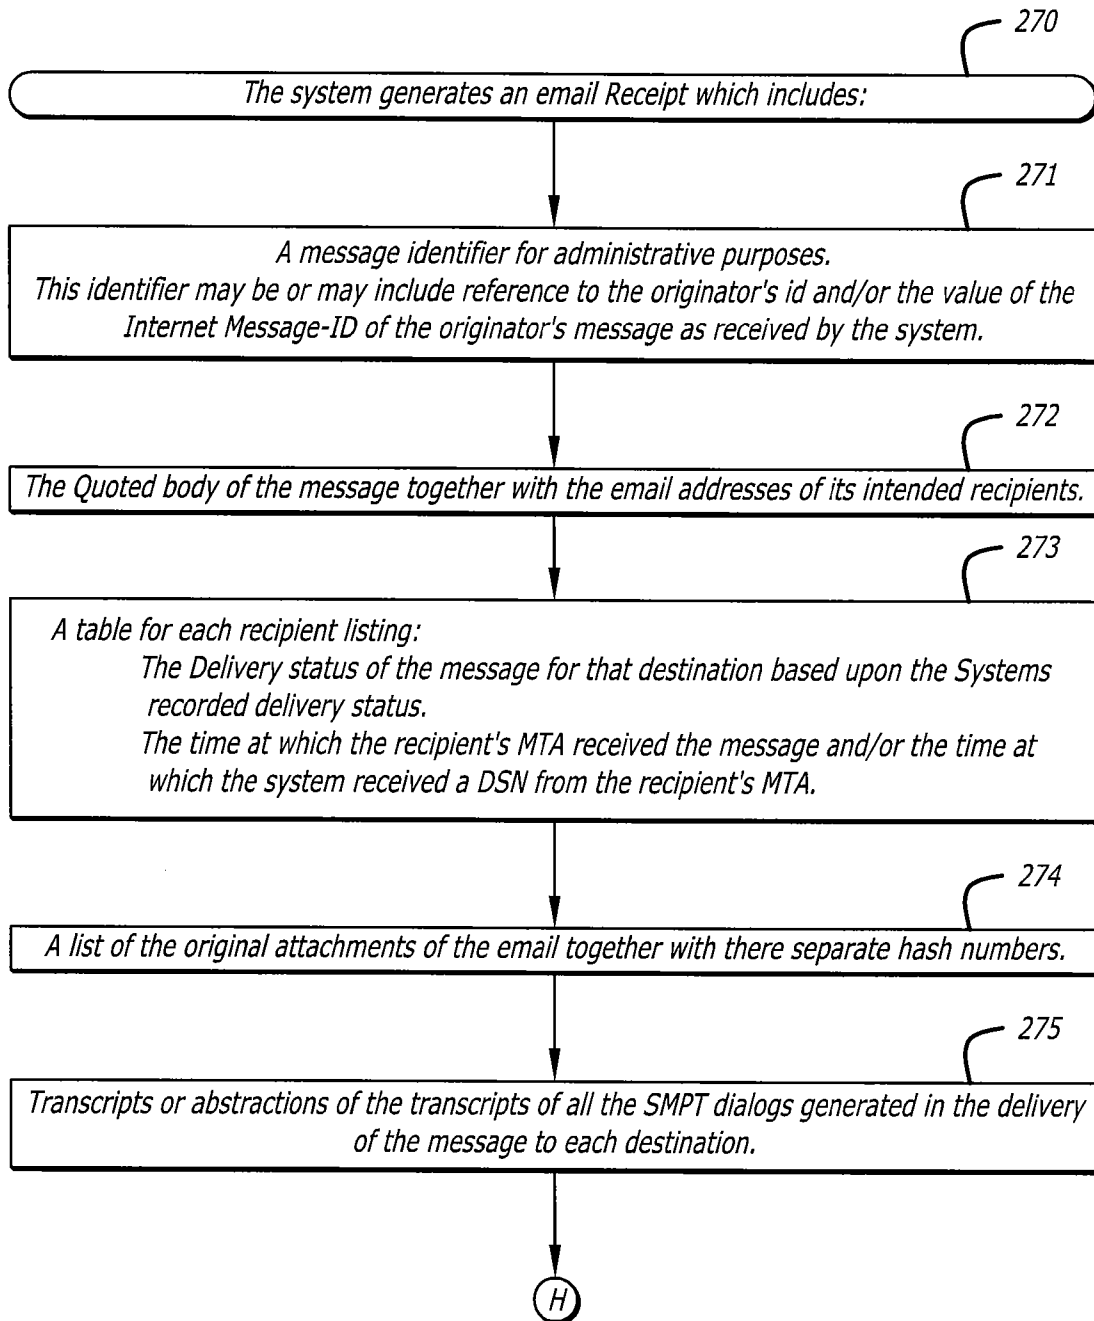 270
The system generates an email Receipt which includes:
271
A message identifier for administrative purposes.
This identifier may be or may include reference to the originator's id and/or the value of the
Internet Message-ID of the originator's message as received by the system.
272
The Quoted body of the message together with the email addresses of its intended recipients.
273
A table for each recipient listing:
The Delivery status of the message for that destination based upon the Systems
recorded delivery status.
The time at which the recipient's MTA received the message and/or the time at
which the system received a DSN from the recipient's MTA.
274
A list of the original attachments of the email together with there separate hash numbers.
275
Transcripts or abstractions of the transcripts of all the SMPT dialogs generated in the delivery
of the message to each destination.
H